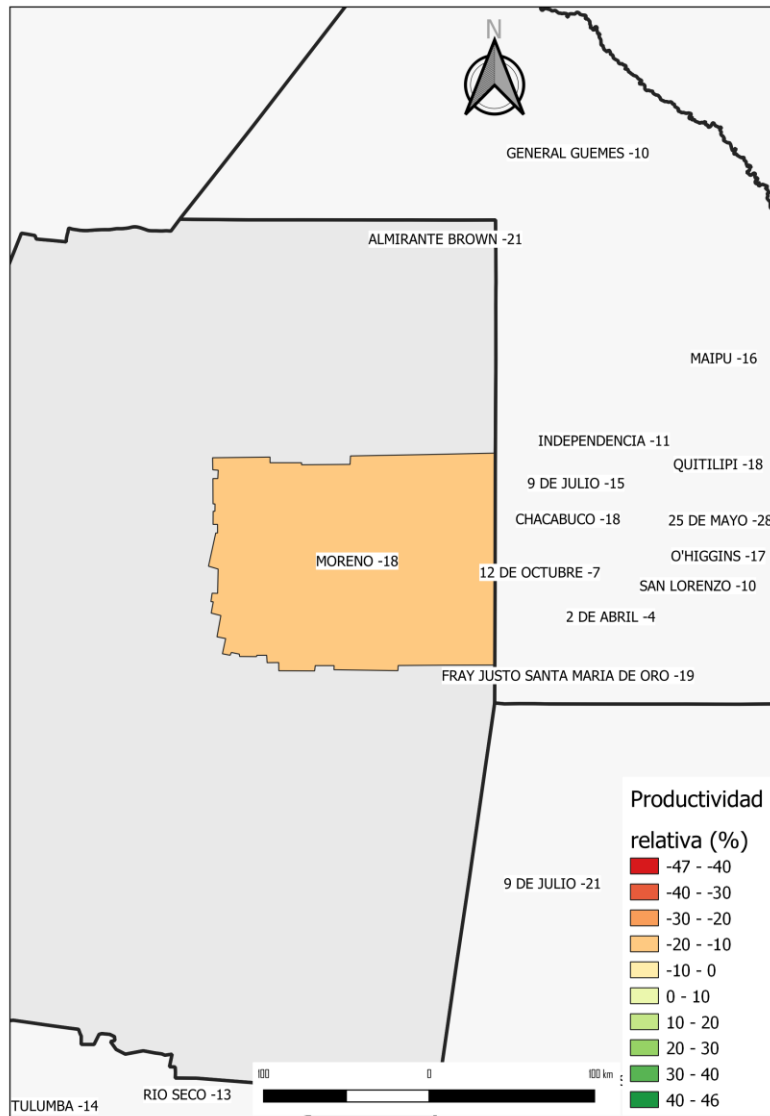 N
GENERAL GUEMES -10
ALMIRANTE BROWN -21
MAIPU -16
INDEPENDENCIA -11
QUITILIPI -18
9 DE JULIO -15
CHACABUCO -18
25 DE MAYO -28
O'HIGGINS -17
MORENO -18
12 DE OCTUBRE -7
SAN LORENZO -10
2 DE ABRIL -4
FRAY JUSTO SANTA MARIA DE ORO -19
9 DE JULIO -21
Productividad
relativa (%)
-47 - -40
-40 - -30
-30 - -20
-20 - -10
-10 - 0
0 - 10
10 - 20
20 - 30
30 - 40
40 - 46
100 0 100 km
RIO SECO -13
TULUMBA -14